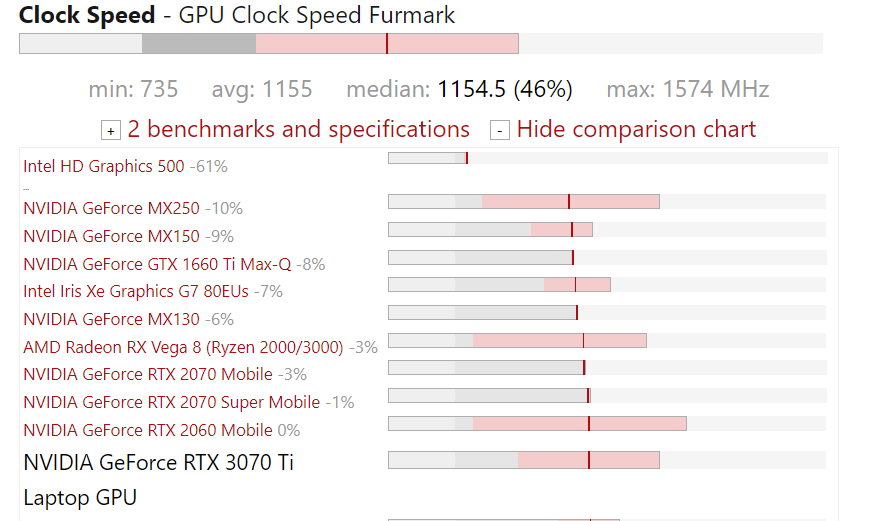 Clock Speed - GPU Clock Speed Furmark
min: 735 avg: 1155 median: 1154.5 (46%) max: 1574 MHz
+ 2 benchmarks and specifications - Hide comparison chart
Intel HD Graphics 500 -61%
...
NVIDIA GeForce MX250 -10%
NVIDIA GeForce MX150 -9%
NVIDIA GeForce GTX 1660 Ti Max-Q -8%
Intel Iris Xe Graphics G7 80EUs -7%
NVIDIA GeForce MX130 -6%
AMD Radeon RX Vega 8 (Ryzen 2000/3000) -3%
NVIDIA GeForce RTX 2070 Mobile -3%
NVIDIA GeForce RTX 2070 Super Mobile -1%
NVIDIA GeForce RTX 2060 Mobile 0%
NVIDIA GeForce RTX 3070 Ti
Laptop GPU